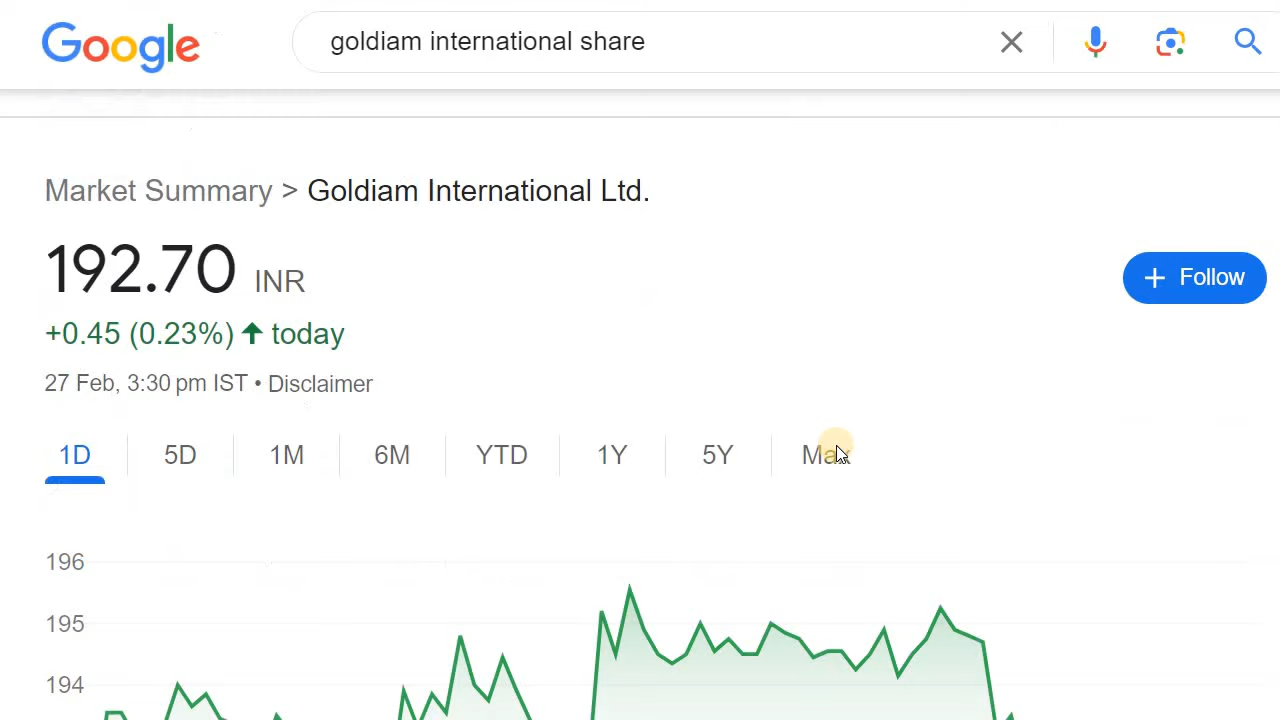 Google
goldiam international share
Market Summary > Goldiam International Ltd.
192.70 INR
+ Follow
+0.45 (0.23%) ↑ today
27 Feb, 3:30 pm IST • Disclaimer
1D 5D 1M 6M YTD 1Y 5Y Max
196
195
194